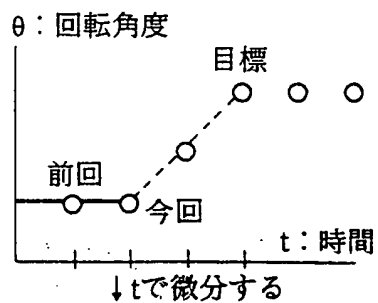 θ：回転角度
目標
前回
今回
t：時間
↓tで微分する